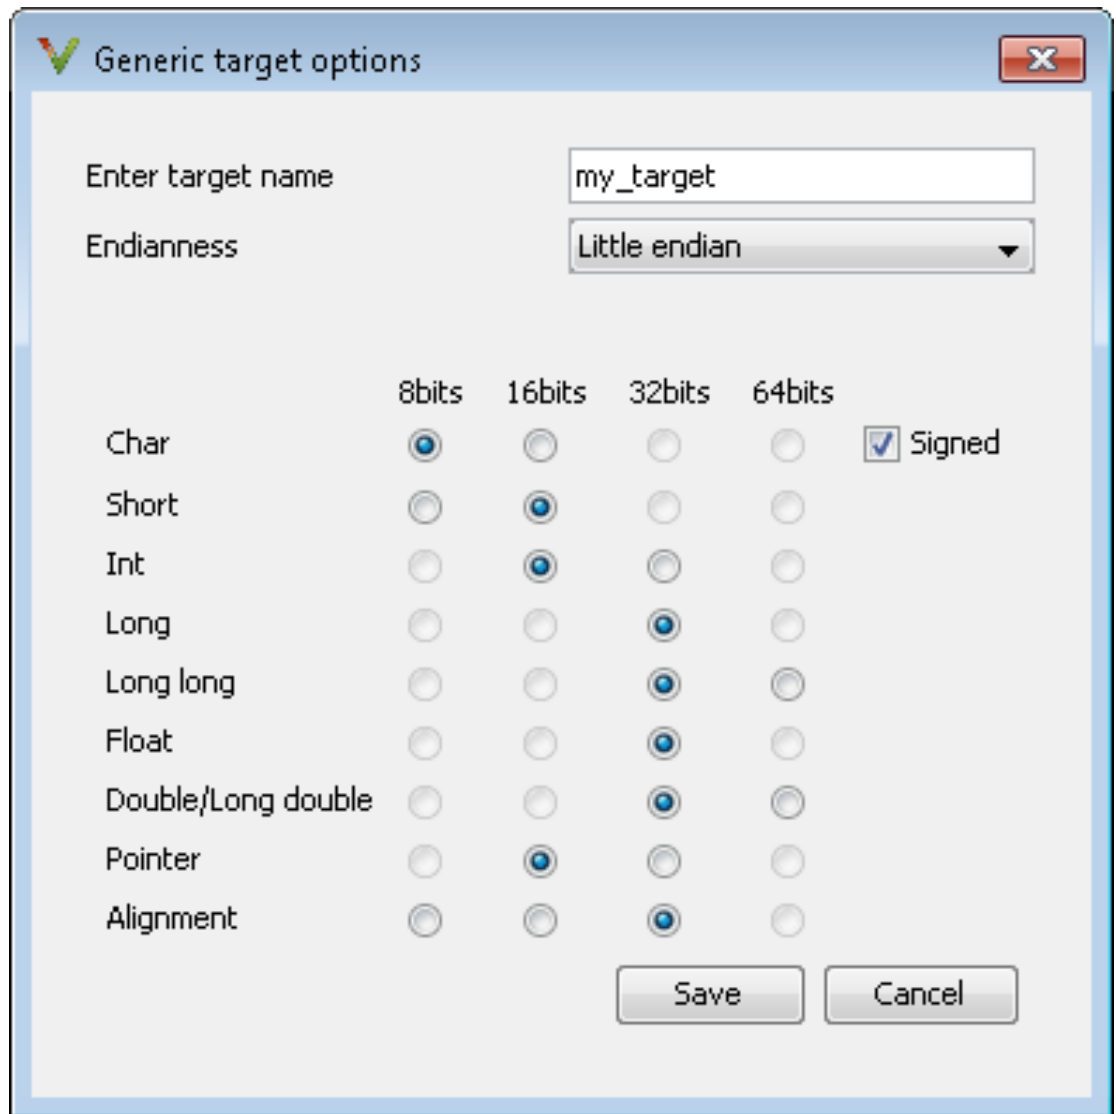 Generic target options
Enter target name my_target
Endianness Little endian
8bits 16bits 32bits 64bits
Char Signed
Short
Int
Long
Long long
Float
Double/Long double
Pointer
Alignment
Save Cancel